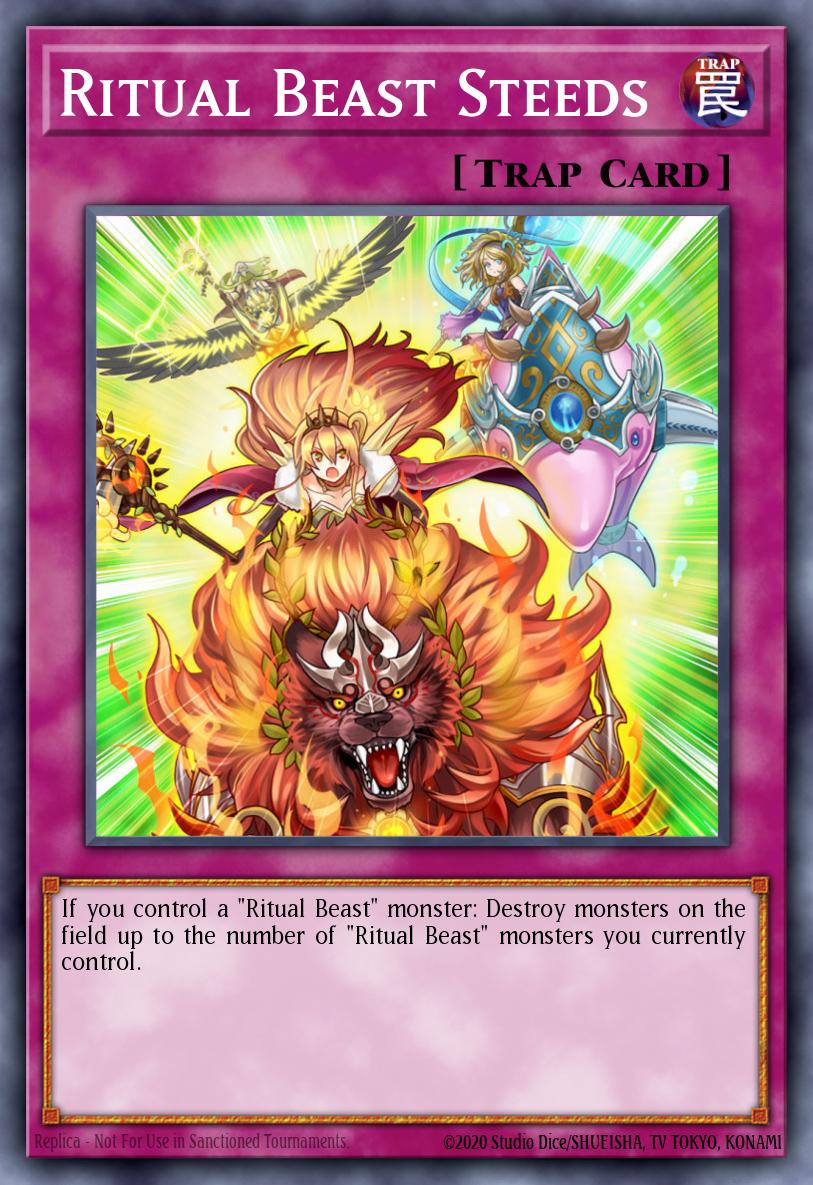 Ritual Beast Steeds
TRAP
罠
[Trap Card]
If you control a "Ritual Beast" monster: Destroy monsters on the
field up to the number of "Ritual Beast" monsters you currently
control.
Replica - Not For Use in Sanctioned Tournaments.
©2020 Studio Dice/SHUEISHA, TV TOKYO, KONAMI